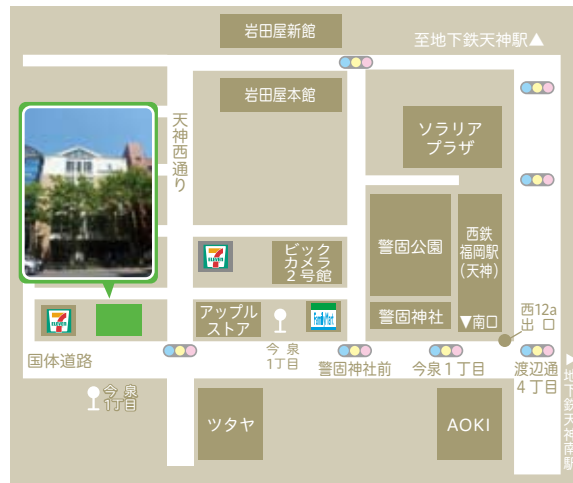 岩田屋新館
至地下鉄天神駅▲
岩田屋本館
天神西通り
ソラリア
プラザ
ビック
カメラ
2号館
警固公園
西鉄
福岡駅
(天神)
7
ELEVEN
7
ELEVEN
アップル
ストア
FamilyMart
警固神社
▼南口
西12a
出口
今泉
1丁目
国体道路
警固神社前
今泉1丁目
渡辺通
4丁目
▶地下鉄天神南駅
今泉
1丁目
ツタヤ
AOKI